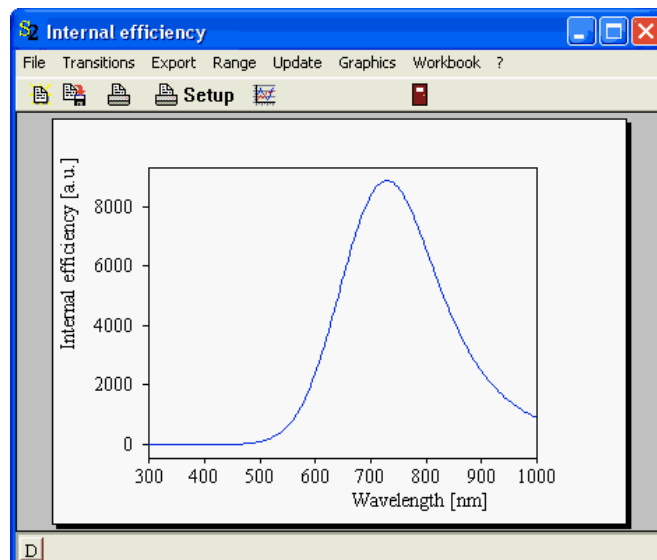 S2 Internal efficiency
File Transitions Export Range Update Graphics Workbook ?
Setup
Internal efficiency [a.u.]
8000
6000
4000
2000
0
300 400 500 600 700 800 900 1000
Wavelength [nm]
D